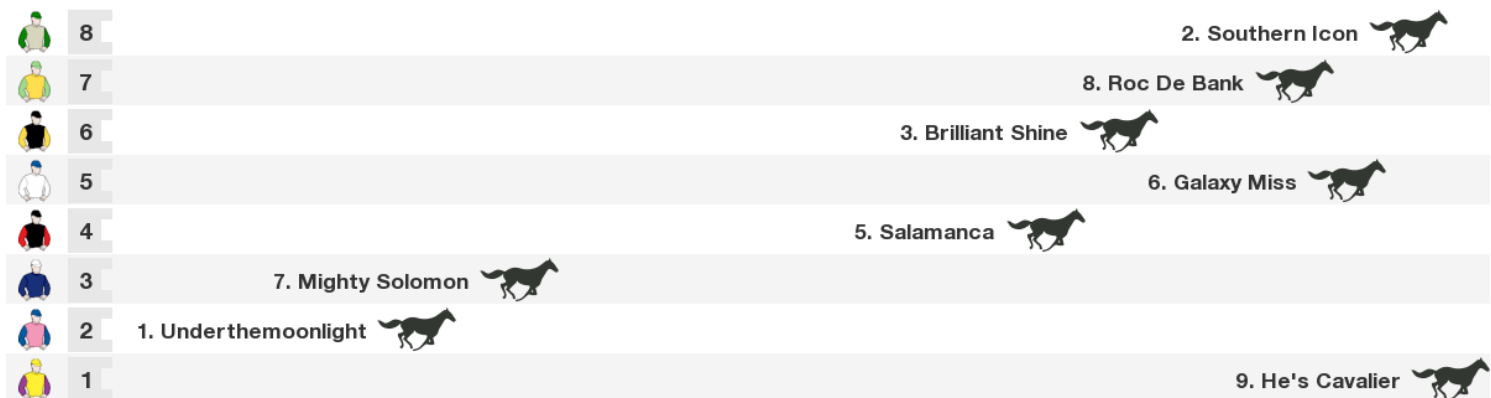 8 2. Southern Icon
7 8. Roc De Bank
6 3. Brilliant Shine
5 6. Galaxy Miss
4 5. Salamanca
3 7. Mighty Solomon
2 1. Underthemoonlight
1 9. He's Cavalier